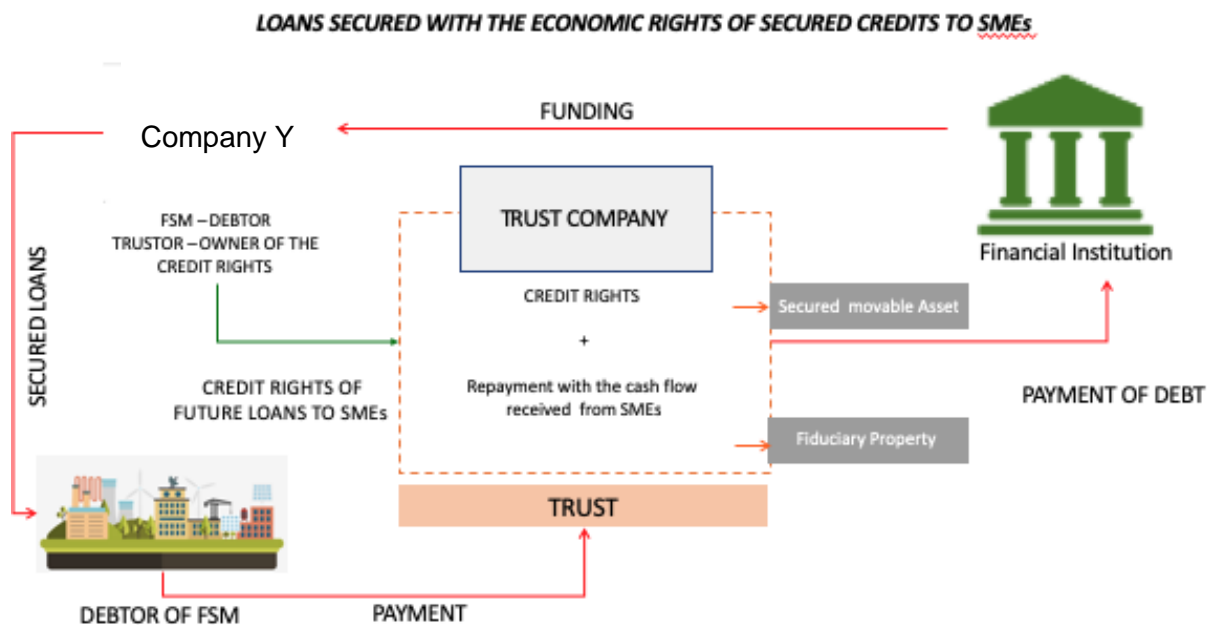 LOANS SECURED WITH THE ECONOMIC RIGHTS OF SECURED CREDITS TO SMEs
FUNDING
Company Y
TRUST COMPANY
FSM – DEBTOR
TRUSTOR – OWNER OF THE
CREDIT RIGHTS
Financial Institution
SECURED LOANS
CREDIT RIGHTS
Secured movable Asset
+
CREDIT RIGHTS OF
FUTURE LOANS TO SMEs
Repayment with the cash flow
received from SMEs
PAYMENT OF DEBT
Fiduciary Property
TRUST
DEBTOR OF FSM
PAYMENT